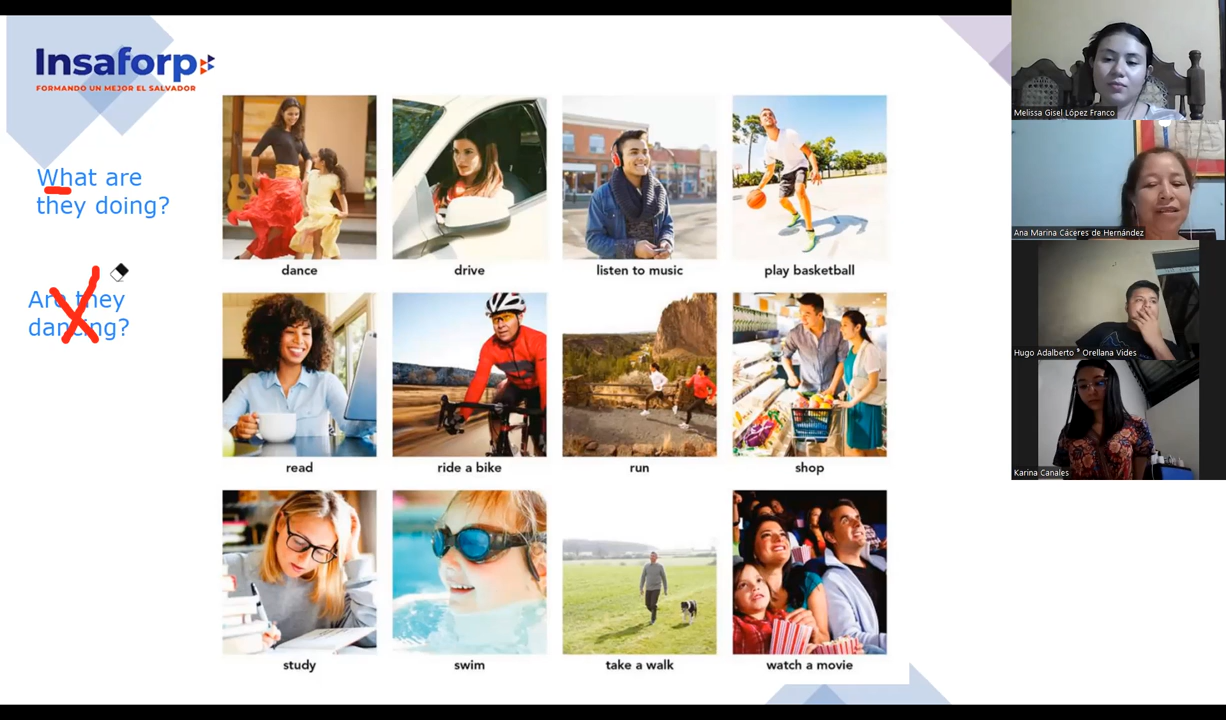 Insaforp
FORMANDO UN MEJOR EL SALVADOR
What are
they doing?
Are they
dancing?
dance
drive
listen to music
play basketball
read
ride a bike
run
shop
study
swim
take a walk
watch a movie
Melissa Gisel López Franco
Ana Marina Cáceres de Hernández
Hugo Adalberto * Orellana Vides
Karina Canales